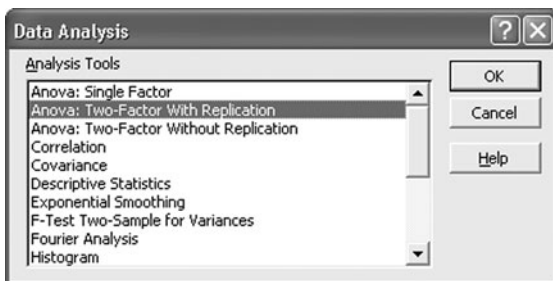 Data Analysis
Analysis Tools
Anova: Single Factor
Anova: Two-Factor With Replication
Anova: Two-Factor Without Replication
Correlation
Covariance
Descriptive Statistics
Exponential Smoothing
F-Test Two-Sample for Variances
Fourier Analysis
Histogram
OK
Cancel
Help